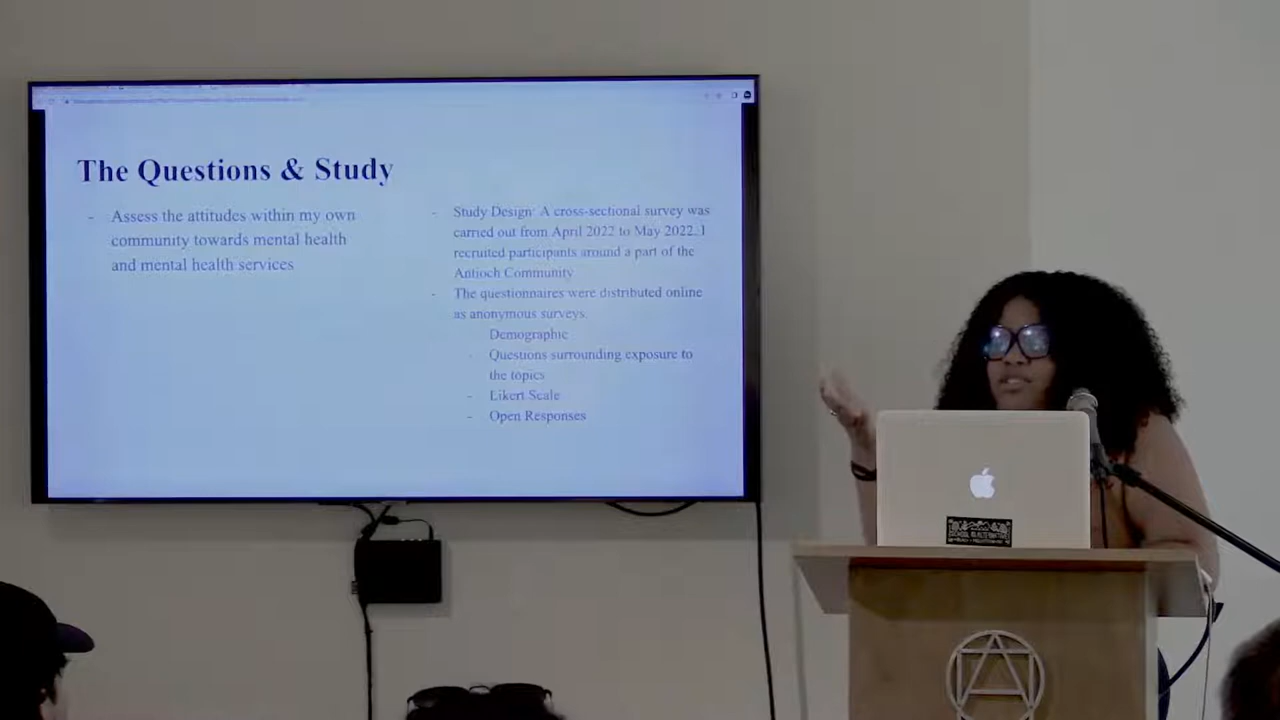 The Questions & Study
- Assess the attitudes within my own
community towards mental health
and mental health services
- Study Design: A cross-sectional survey was
carried out from April 2022 to May 2022. I
recruited participants around a part of the
Antioch Community
- The questionnaires were distributed online
as anonymous surveys.
Demographic
- Questions surrounding exposure to
the topics
- Likert Scale
- Open Responses